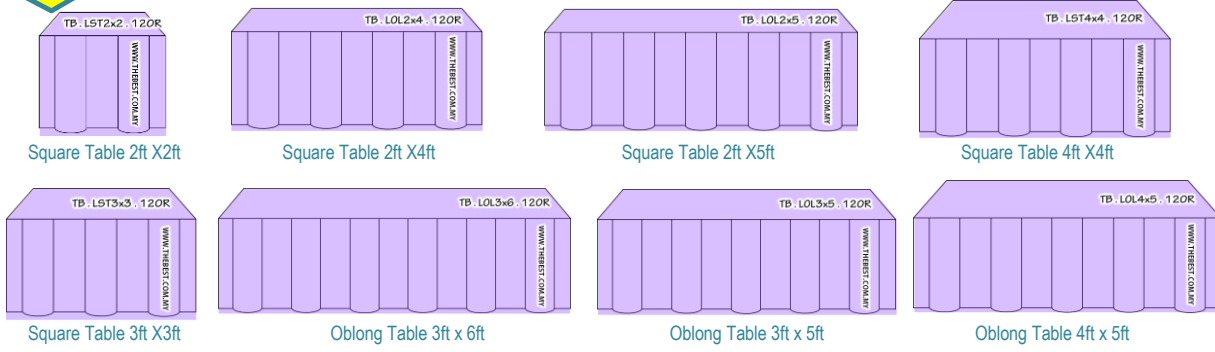 TB. LST2x2. 120R
WWW.THEBEST.COM.MY
Square Table 2ft X2ft
TB. LOL2x4. 120R
WWW.THEBEST.COM.MY
Square Table 2ft X4ft
TB. LOL2x5. 120R
WWW.THEBEST.COM.MY
Square Table 2ft X5ft
TB. LST4x4. 120R
WWW.THEBEST.COM.MY
Square Table 4ft X4ft
TB. LST3x3. 120R
WWW.THEBEST.COM.MY
Square Table 3ft X3ft
TB. LOL3x6. 120R
WWW.THEBEST.COM.MY
Oblong Table 3ft x 6ft
TB. LOL3x5. 120R
WWW.THEBEST.COM.MY
Oblong Table 3ft x 5ft
TB. LOL4x5. 120R
WWW.THEBEST.COM.MY
Oblong Table 4ft x 5ft